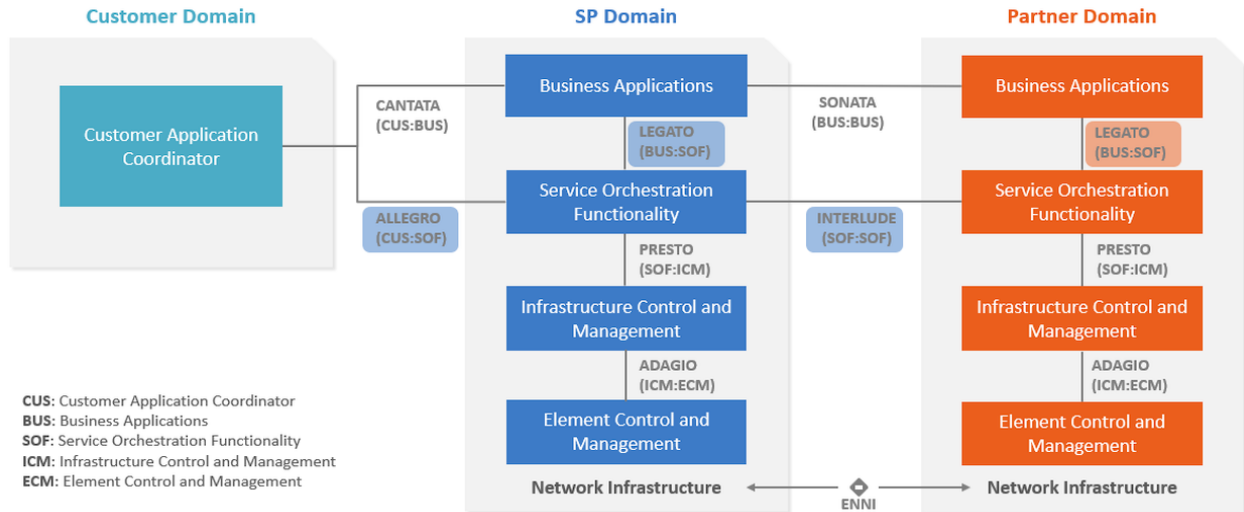 Customer Domain
SP Domain
Partner Domain
Customer Application
Coordinator
CANTATA
(CUS:BUS)
ALLEGRO
(CUS:SOF)
Business Applications
LEGATO
(BUS:SOF)
Service Orchestration
Functionality
PRESTO
(SOF:ICM)
Infrastructure Control and
Management
ADAGIO
(ICM:ECM)
Element Control and
Management
Network Infrastructure
SONATA
(BUS:BUS)
INTERLUDE
(SOF:SOF)
ENNI
Business Applications
LEGATO
(BUS:SOF)
Service Orchestration
Functionality
PRESTO
(SOF:ICM)
Infrastructure Control and
Management
ADAGIO
(ICM:ECM)
Element Control and
Management
Network Infrastructure
CUS: Customer Application Coordinator
BUS: Business Applications
SOF: Service Orchestration Functionality
ICM: Infrastructure Control and Management
ECM: Element Control and Management